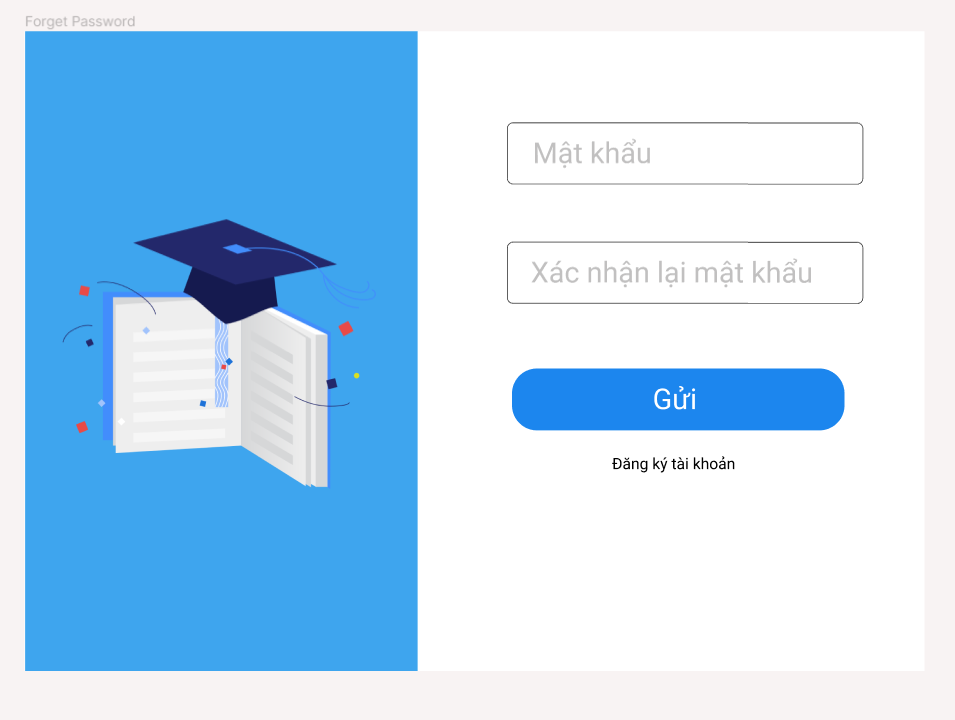 Forget Password
Mật khẩu
Xác nhận lại mật khẩu
Gửi
Đăng ký tài khoản